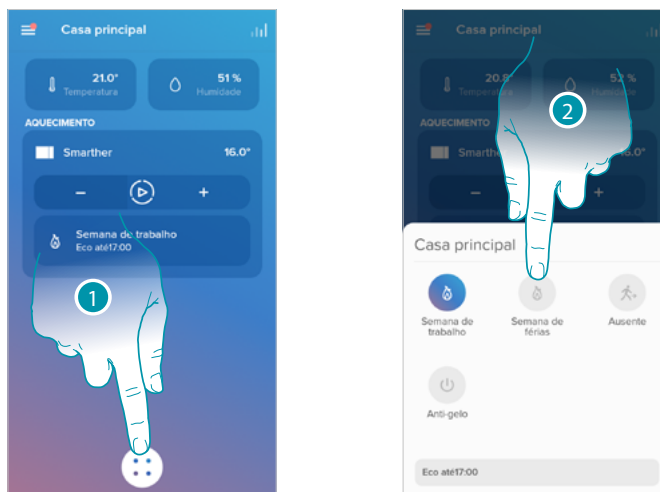 Casa principal
21.0°
Temperatura
51 %
Humidade
AQUECIMENTO
Smarther
16.0°
Semana de trabalho
Eco até17:00
1
Casa principal
20.8°
Temperatura
52 %
Humidade
AQUECIMENTO
2
Casa principal
Semana de
trabalho
Semana de
férias
Ausente
Anti-gelo
Eco até17:00